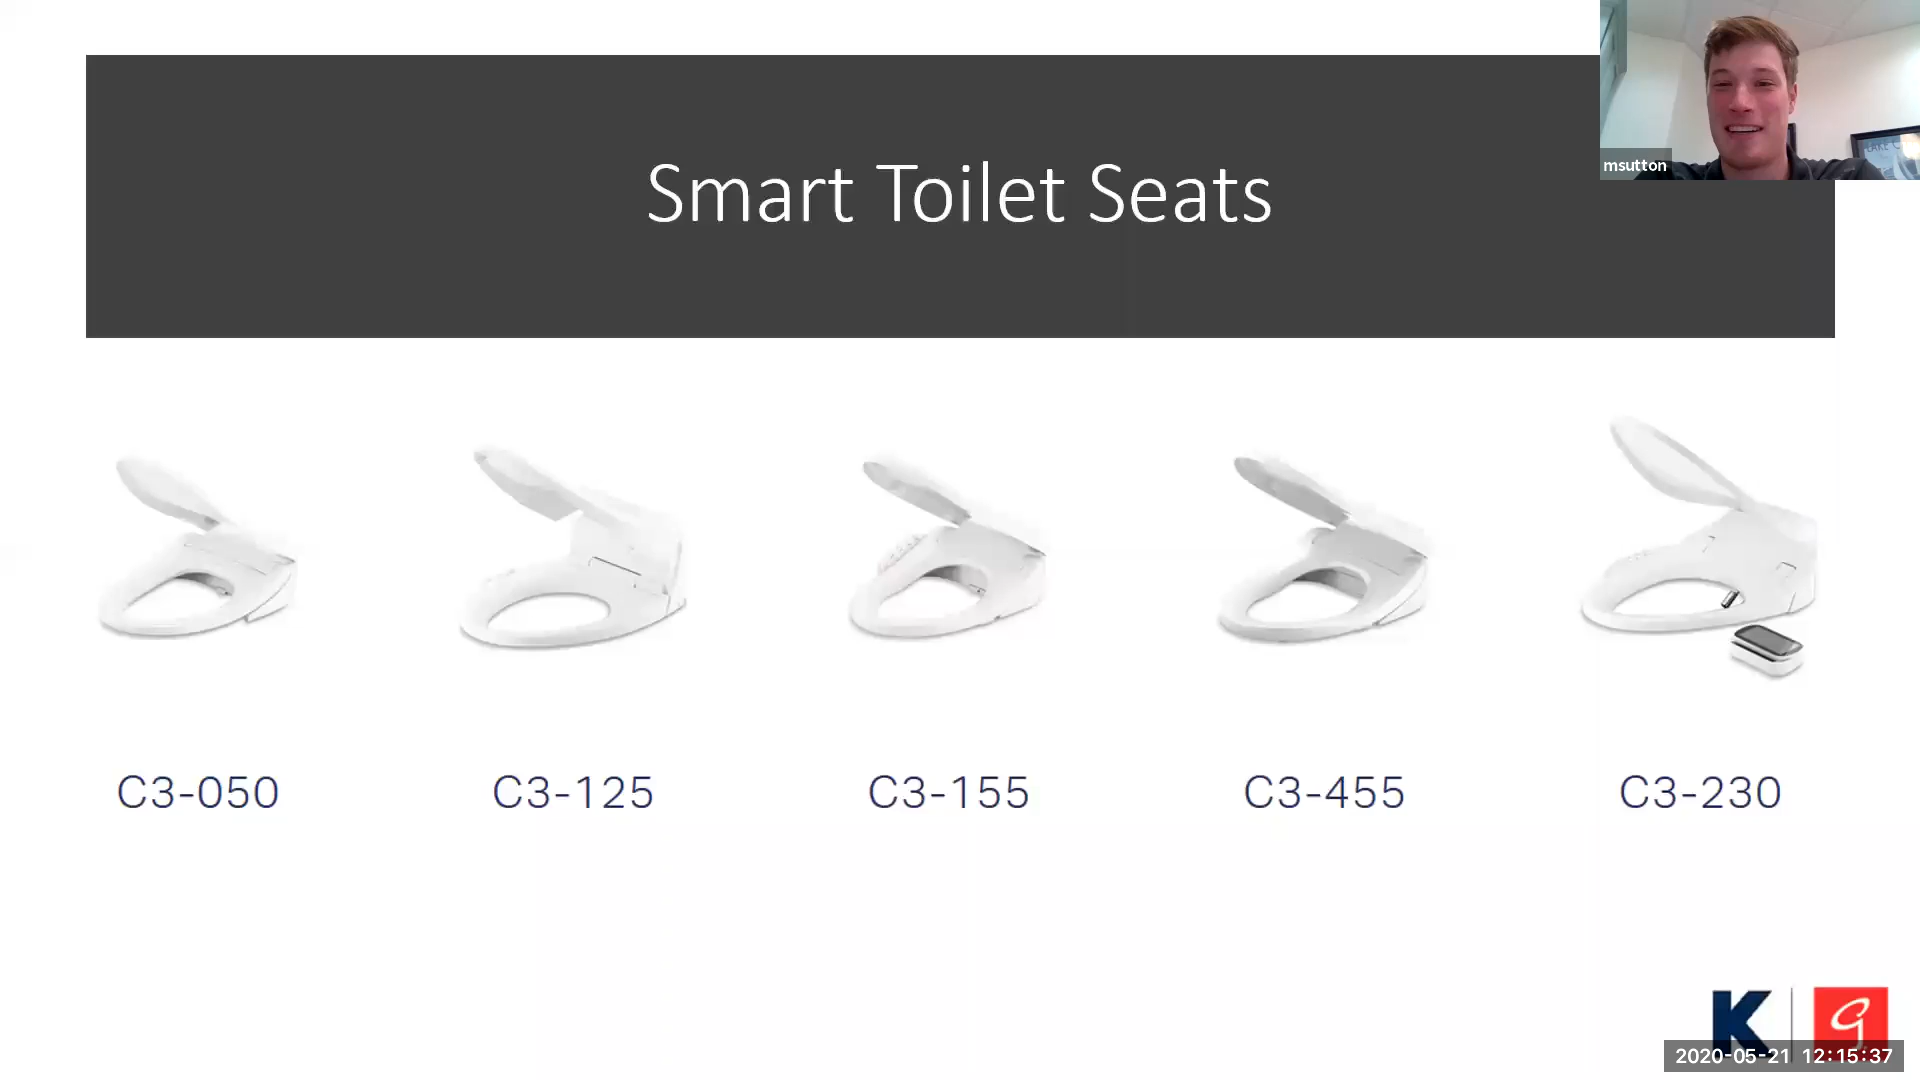 Smart Toilet Seats
msutton
C3-050
C3-125
C3-155
C3-455
C3-230
K
g
2020-05-21 12:15:37